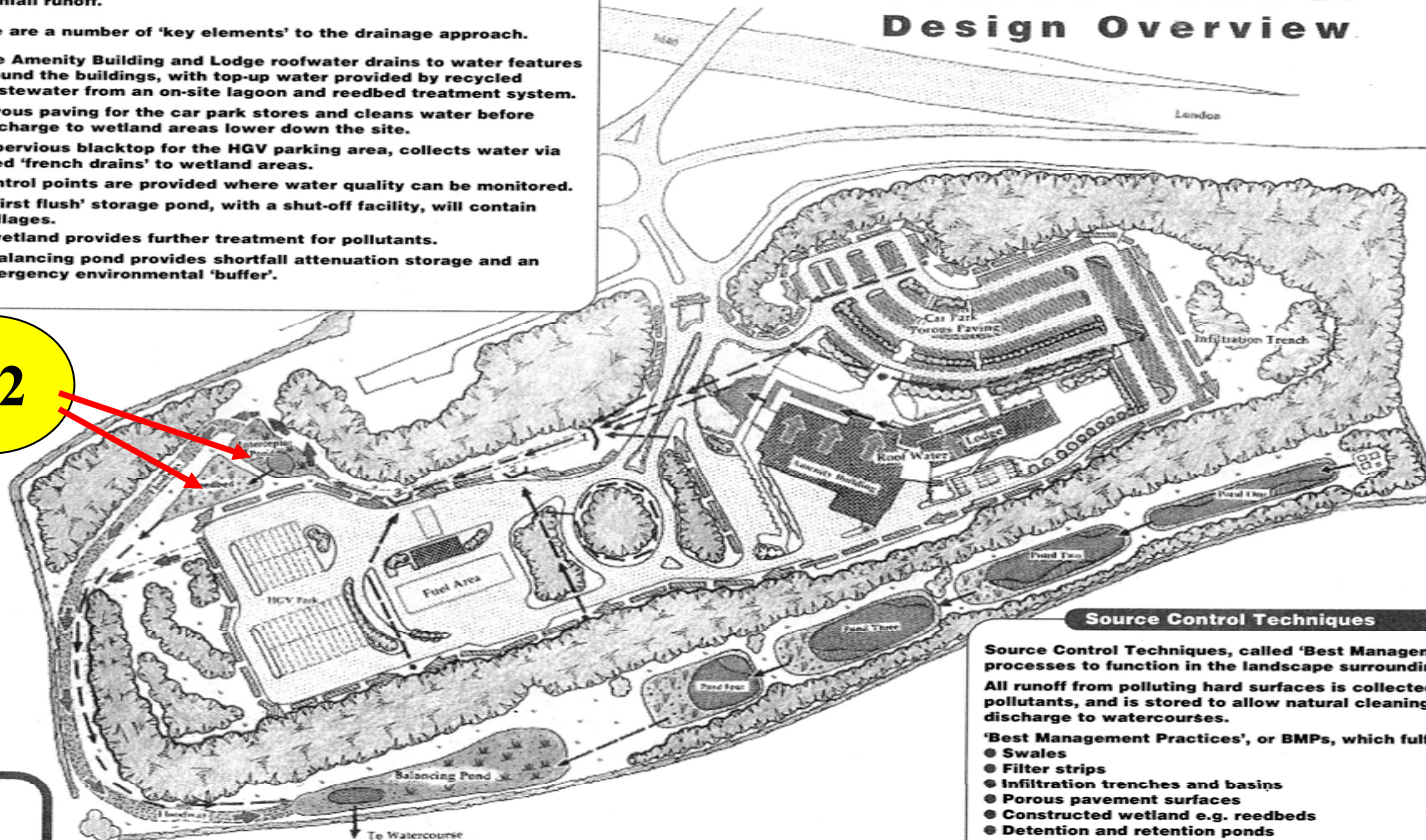 Design Overview
nfall runoff.
e are a number of ‘key elements’ to the drainage approach.
e Amenity Building and Lodge roofwater drains to water features
und the buildings, with top-up water provided by recycled
stewater from an on-site lagoon and reedbed treatment system.
rous paving for the car park stores and cleans water before
charge to wetland areas lower down the site.
pervious blacktop for the HGV parking area, collects water via
ed ‘french drains’ to wetland areas.
ntrol points are provided where water quality can be monitored.
irst flush’ storage pond, with a shut-off facility, will contain
llages.
etland provides further treatment for pollutants.
alancing pond provides shortfall attenuation storage and an
ergency environmental ‘buffer’.
M40
London
2
Car Park
Porous Paving
Infiltration Trench
Lodge
Roof Water
Amenity Building
Pond One
Pond Two
Pond Three
Pond Four
HGV Park
Fuel Area
Balancing Pond
To Watercourse
Source Control Techniques
Source Control Techniques, called ‘Best Managem
processes to function in the landscape surroundin
All runoff from polluting hard surfaces is collected
pollutants, and is stored to allow natural cleaning
discharge to watercourses.
‘Best Management Practices’, or BMPs, which fulf
● Swales
● Filter strips
● Infiltration trenches and basins
● Porous pavement surfaces
● Constructed wetland e.g. reedbeds
● Detention and retention ponds